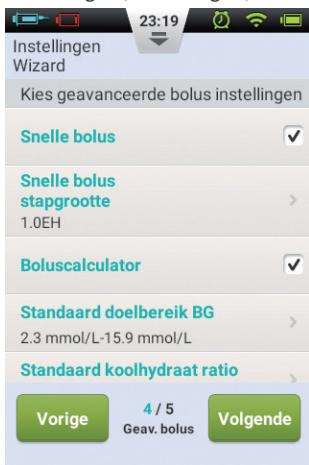 23:19
Instellingen
Wizard
Kies geavanceerde bolus instellingen
Snelle bolus
Snelle bolus
stapgrootte
1.0EH
Boluscalculator
Standaard doelbereik BG
2.3 mmol/L-15.9 mmol/L
Standaard koolhydraat ratio
Vorige
4 / 5
Geav. bolus
Volgende